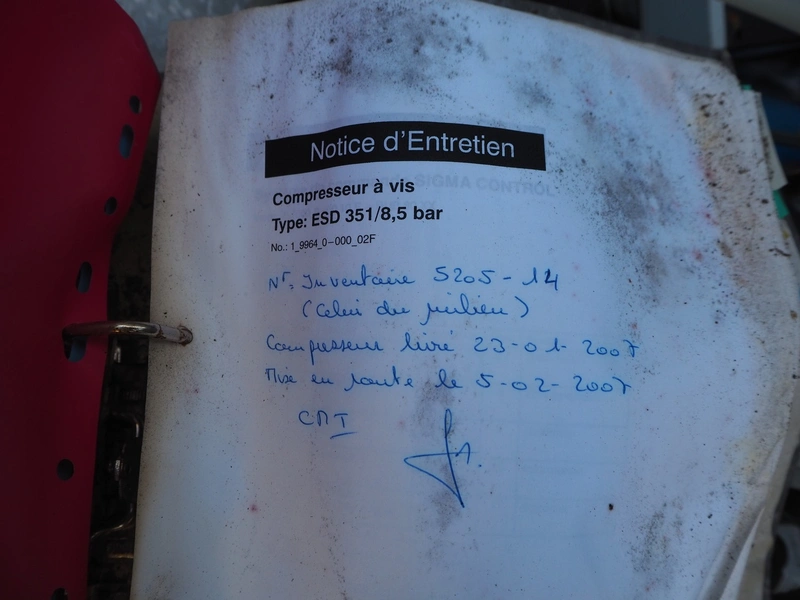 Notice d'Entretien
SIGMA CONTROL
Compresseur à vis
Type: ESD 351/8,5 bar
No.: 1_9964_0-000_02F
N°= Inventaire 5205-14
(Celui du milieu)
Compresseur livré 23-01-2007
Mise en route le 5-02-2007
CMI